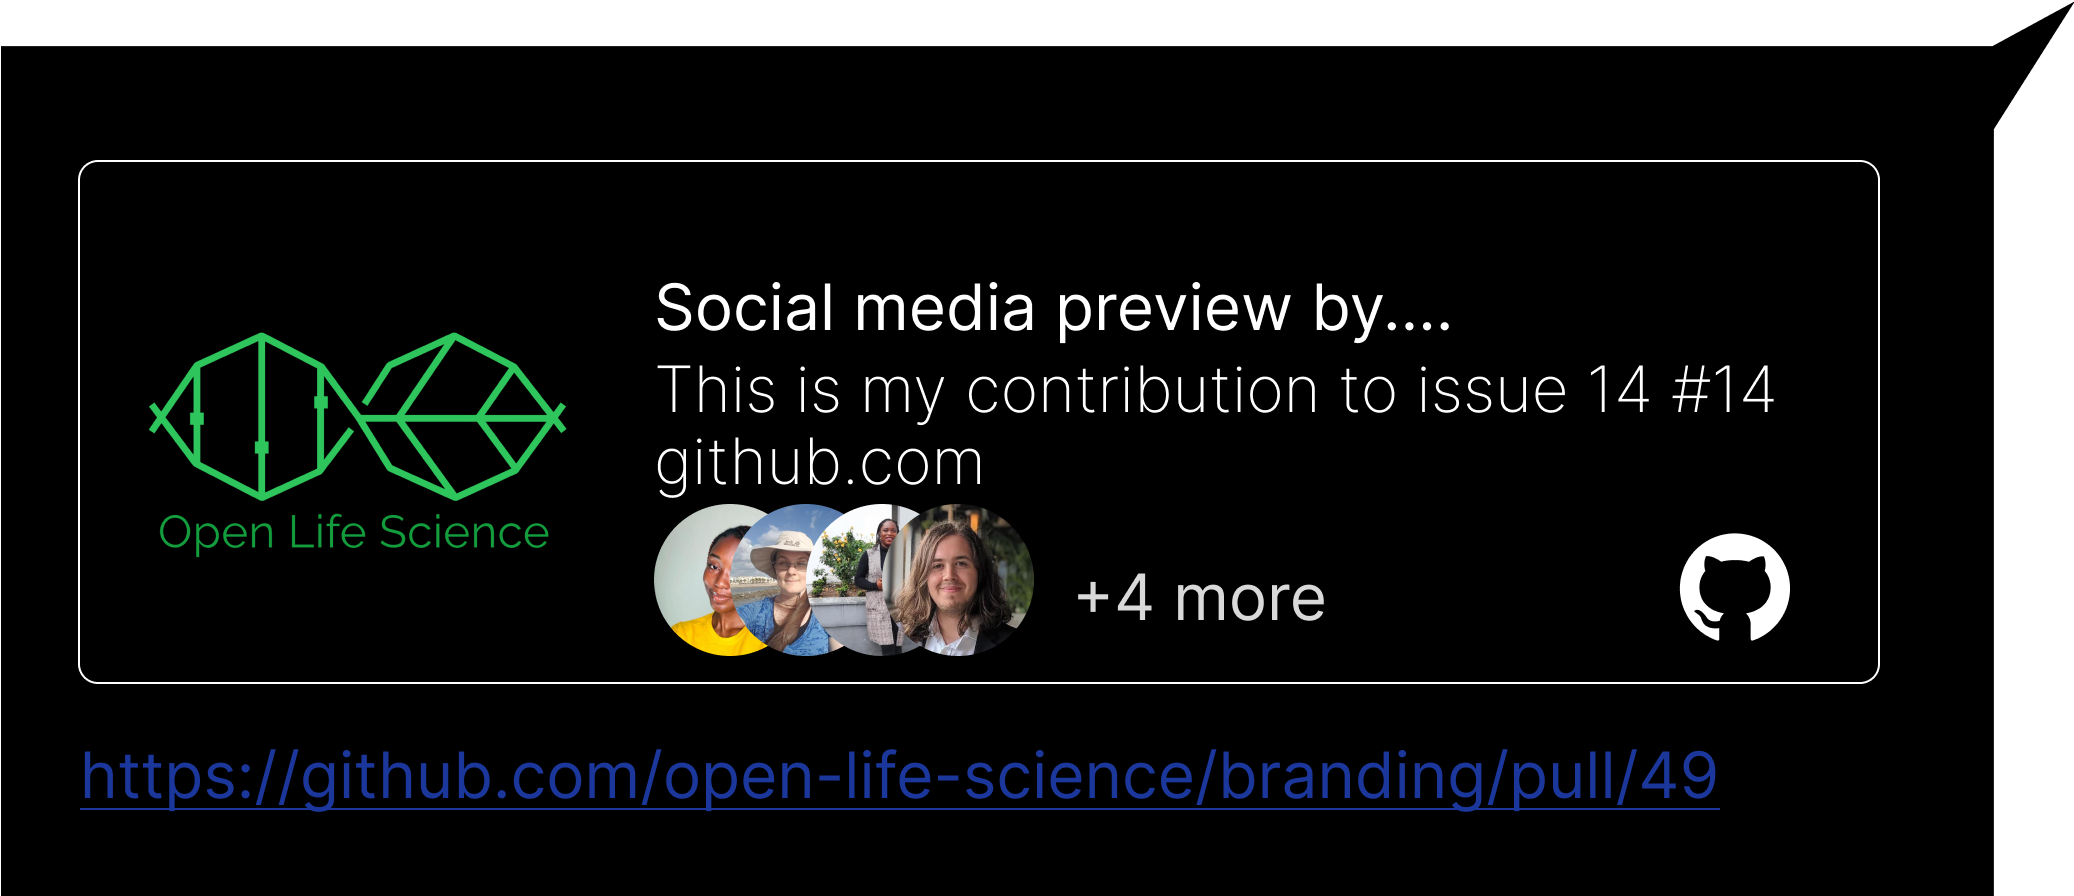 Social media preview by....
This is my contribution to issue 14 #14
github.com
Open Life Science
+4 more
https://github.com/open-life-science/branding/pull/49